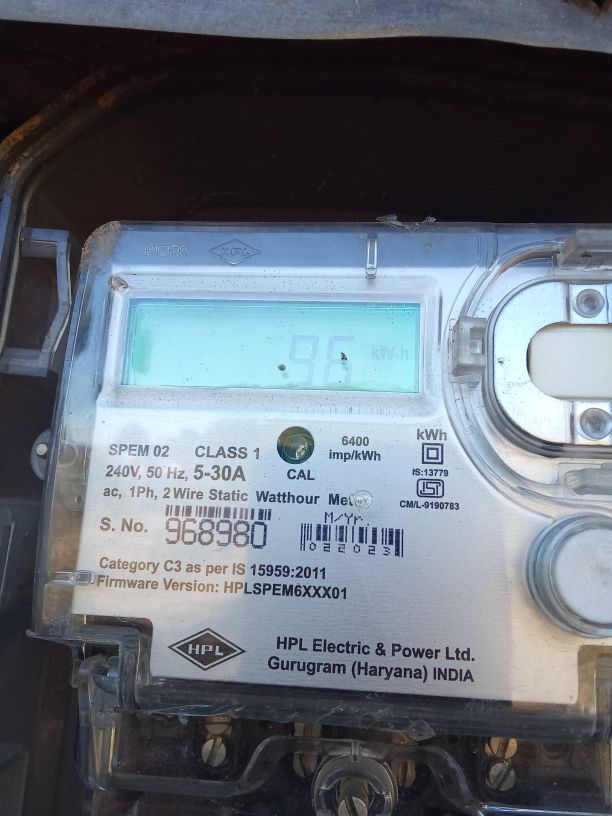 96 kWh
SPEM 02 CLASS 1
6400
imp/kWh
kWh
240V, 50 Hz, 5-30A
CAL
IS:13779
ac, 1Ph, 2 Wire Static Watthour
CM/L-9190783
M/Yr.
S. No. 968980
022023
Category C3 as per IS 15959:2011
Firmware Version: HPLSPEM6XXX01
HPL
HPL Electric & Power Ltd.
Gurugram (Haryana) INDIA